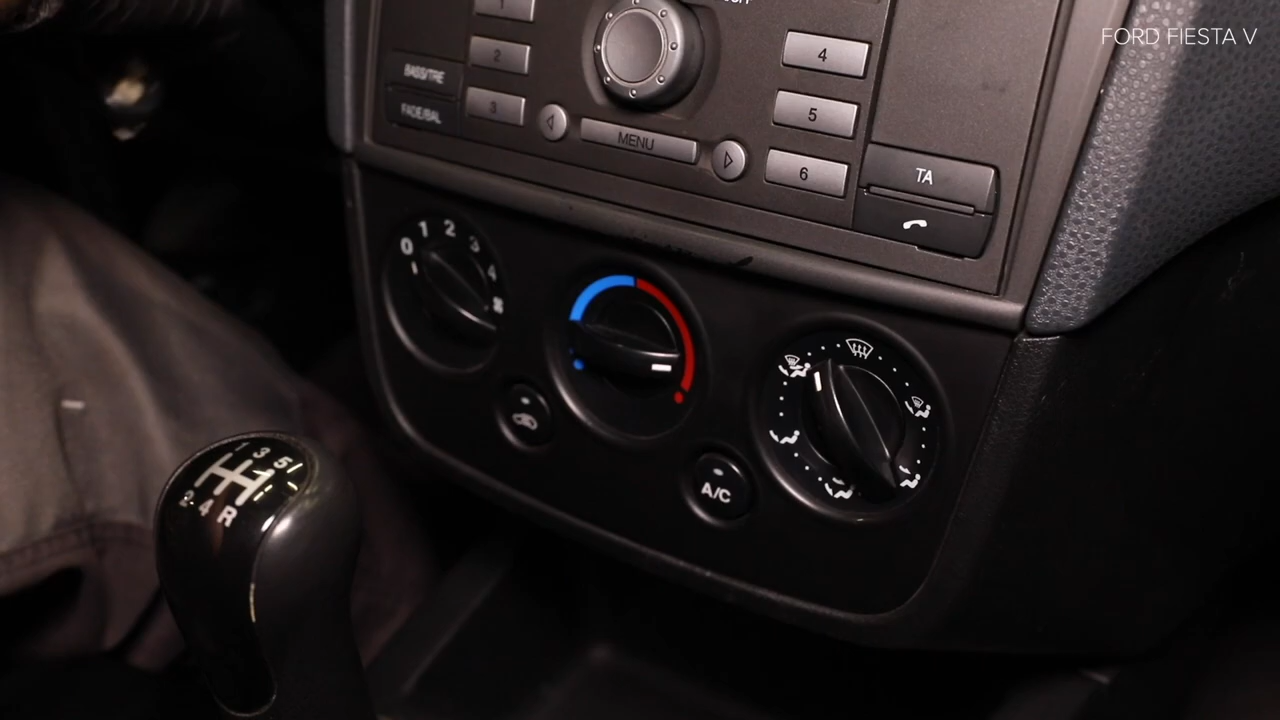 FORD FIESTA V
1
2
3
BASS/TRE
FADE/BAL
MENU
4
5
6
TA
0 1 2 3 4
A/C
1 3 5
2 4 R